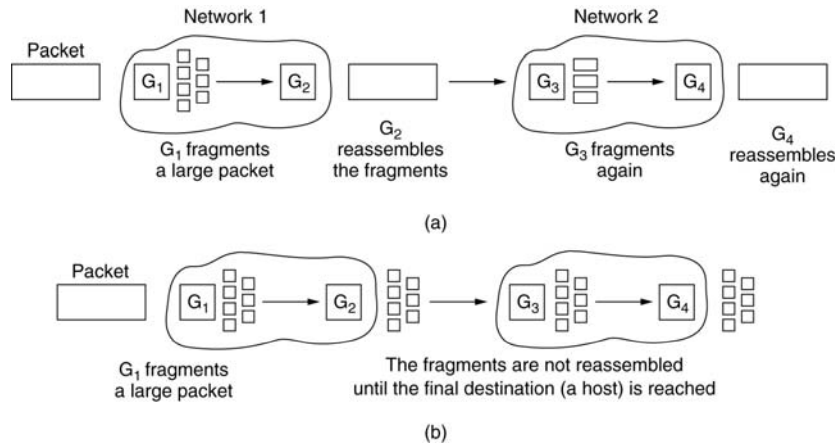 Network 1
Network 2
Packet
G1
G2
G3
G4
G1 fragments
a large packet
G2
reassembles
the fragments
G3 fragments
again
G4
reassembles
again
(a)
Packet
G1
G2
G3
G4
G1 fragments
a large packet
The fragments are not reassembled
until the final destination (a host) is reached
(b)